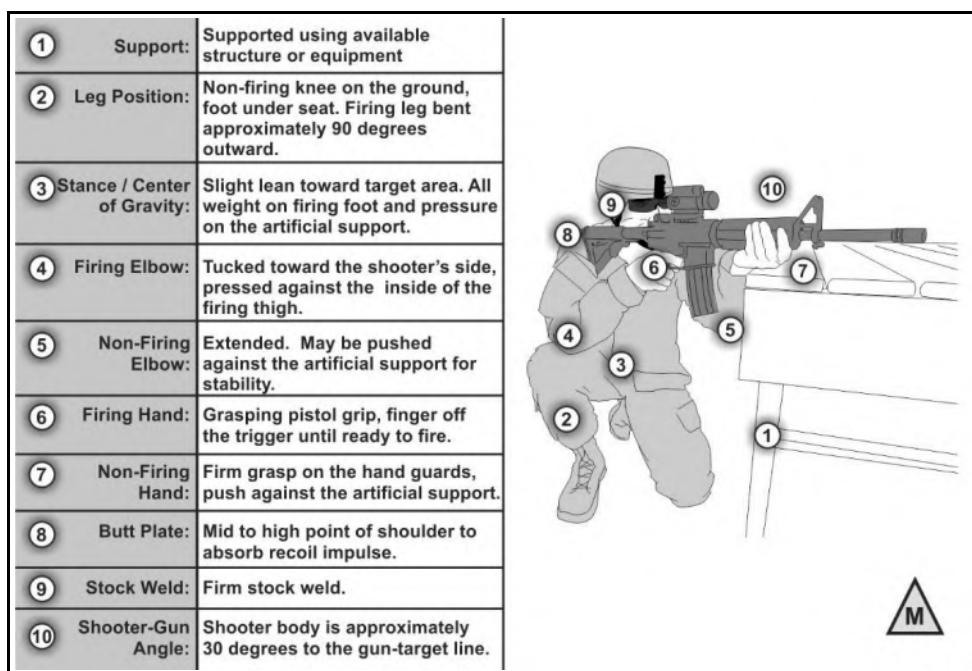 1 Support: Supported using available
structure or equipment
2 Leg Position: Non-firing knee on the ground,
foot under seat. Firing leg bent
approximately 90 degrees
outward.
3 Stance / Center
of Gravity:
Slight lean toward target area. All
weight on firing foot and pressure
on the artificial support.
4 Firing Elbow: Tucked toward the shooter's side,
pressed against the inside of the
firing thigh.
5 Non-Firing
Elbow:
Extended. May be pushed
against the artificial support for
stability.
6 Firing Hand: Grasping pistol grip, finger off
the trigger until ready to fire.
7 Non-Firing
Hand:
Firm grasp on the hand guards,
push against the artificial support.
8 Butt Plate: Mid to high point of shoulder to
absorb recoil impulse.
9 Stock Weld: Firm stock weld.
10 Shooter-Gun
Angle:
Shooter body is approximately
30 degrees to the gun-target line.
10
9
8
6
7
4
5
3
2
1
M